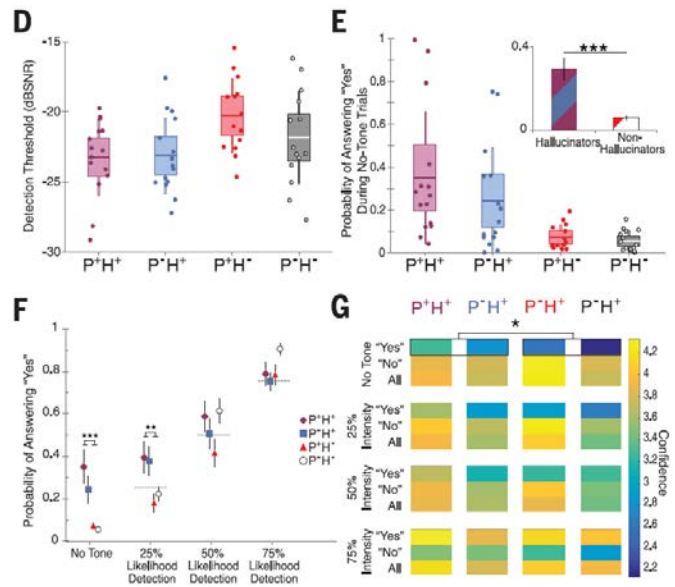 D
Detection Threshold (dBSNR)
-15
-20
-25
-30
P⁺H⁺ P⁻H⁺ P⁺H⁻ P⁻H⁻
E
Probability of Answering "Yes"
During No-Tone Trials
1
0.8
0.6
0.4
0.2
0
P⁺H⁺ P⁻H⁺ P⁺H⁻ P⁻H⁻
0.4
0
***
Hallucinators
Non-
Hallucinators
F
Probability of Answering "Yes"
1
0.8
0.6
0.4
0.2
0
***
**
P⁺H⁺
P⁻H⁺
P⁺H⁻
P⁻H⁻
No Tone
25%
Likelihood
Detection
50%
Likelihood
Detection
75%
Likelihood
Detection
G
P⁺H⁺ P⁻H⁺ P⁻H⁺ P⁻H⁺
*
No Tone
"Yes"
"No"
All
25%
Intensity
"Yes"
"No"
All
50%
Intensity
"Yes"
"No"
All
75%
Intensity
"Yes"
"No"
All
4,2
4
3,8
3,6
3,4
3,2
3
2,8
2,6
2,4
2,2
Confidence